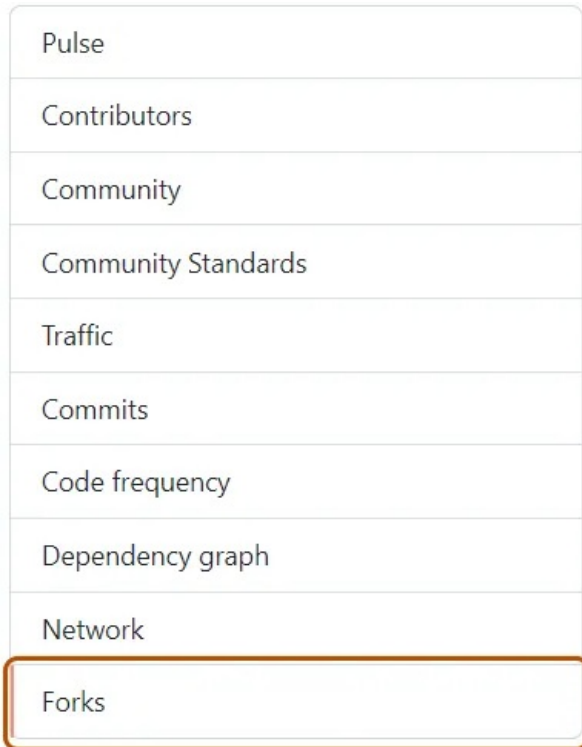 Pulse
Contributors
Community
Community Standards
Traffic
Commits
Code frequency
Dependency graph
Network
Forks